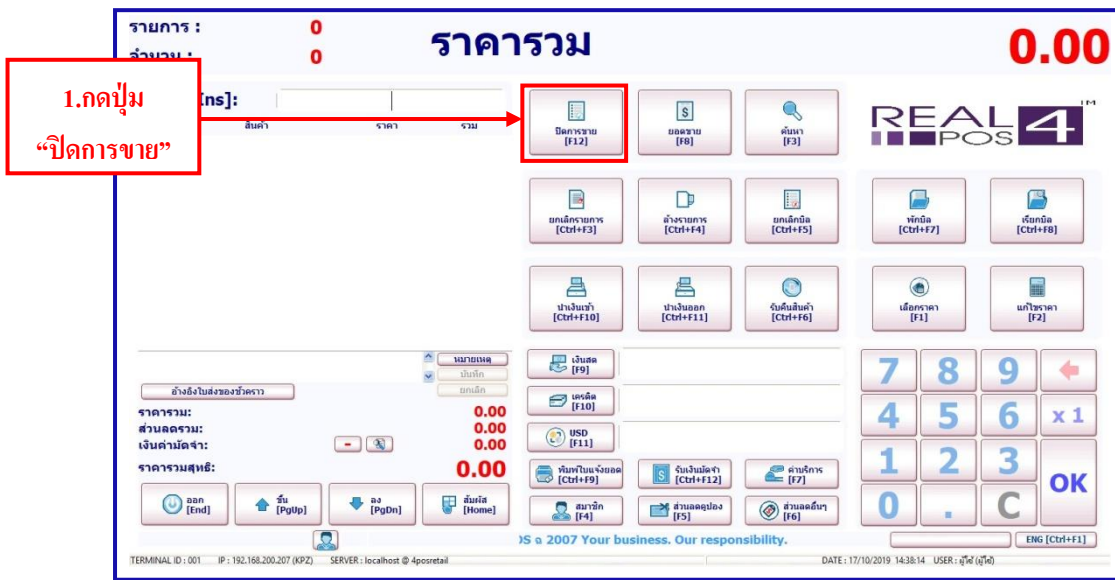 รายการ : 0
จำนวน : 0
ราคารวม
0.00
1.กดปุ่ม
“ปิดการขาย”
ns]:
สินค้า ราคา รวม
ปิดการขาย
[F12]
ยอดขาย
[F8]
ค้นหา
[F3]
REAL
POS
4
TM
ยกเลิกรายการ
[Ctrl+F3]
ล้างรายการ
[Ctrl+F4]
ยกเลิกบิล
[Ctrl+F5]
พักบิล
[Ctrl+F7]
เรียกบิล
[Ctrl+F8]
นำเงินเข้า
[Ctrl+F10]
นำเงินออก
[Ctrl+F11]
รับคืนสินค้า
[Ctrl+F6]
เลือกราคา
[F1]
แก้ไขราคา
[F2]
หมายเหตุ
บันทึก
ยกเลิก
อ้างอิงใบส่งของชั่วคราว
ราคารวม: 0.00
ส่วนลดรวม: 0.00
เงินค่ามัดจำ: - 0.00
ราคารวมสุทธิ: 0.00
เงินสด
[F9]
เครดิต
[F10]
USD
[F11]
พิมพ์ใบแจ้งยอด
[Ctrl+F9]
รับเงินมัดจำ
[Ctrl+F12]
ค่าบริการ
[F7]
ออก
[End]
ขึ้น
[PgUp]
ลง
[PgDn]
สัมผัส
[Home]
สมาชิก
[F4]
ส่วนลดคูปอง
[F5]
ส่วนลดอื่นๆ
[F6]
7 8 9
4 5 6 x 1
1 2 3
0 . C OK
S ฉ 2007 Your business. Our responsibility.
ENG [Ctrl+F1]
TERMINAL ID : 001 IP : 192.168.200.207 (KPZ) SERVER : localhost @ 4posretail DATE : 17/10/2019 14:38:14 USER : ผู้ใช้ (ผู้ใช้)